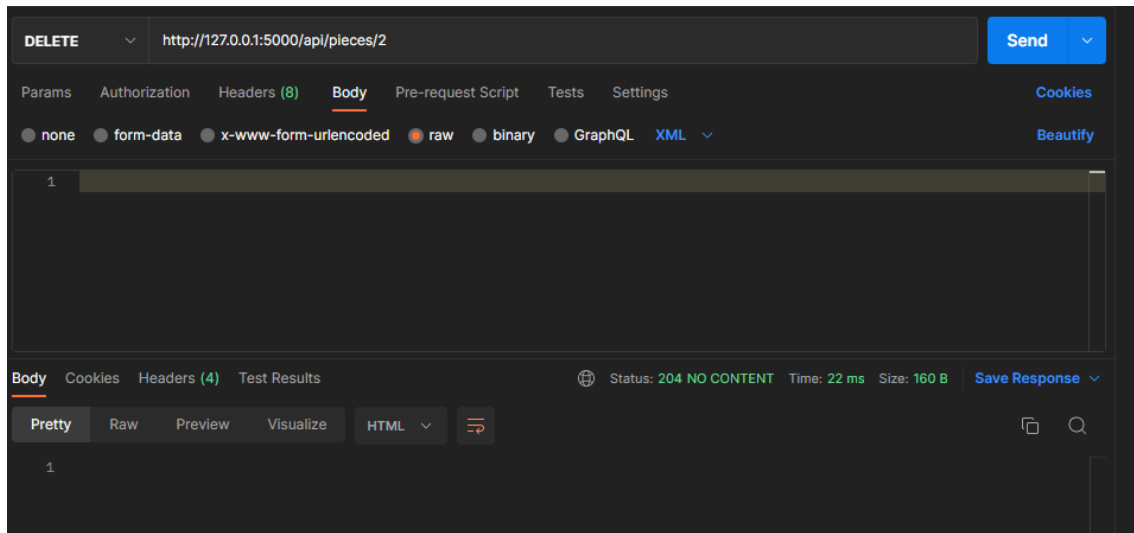 DELETE http://127.0.0.1:5000/api/pieces/2 Send
Params Authorization Headers (8) Body Pre-request Script Tests Settings Cookies
none form-data x-www-form-urlencoded raw binary GraphQL XML Beautify
1
Body Cookies Headers (4) Test Results Status: 204 NO CONTENT Time: 22 ms Size: 160 B Save Response
Pretty Raw Preview Visualize HTML
1